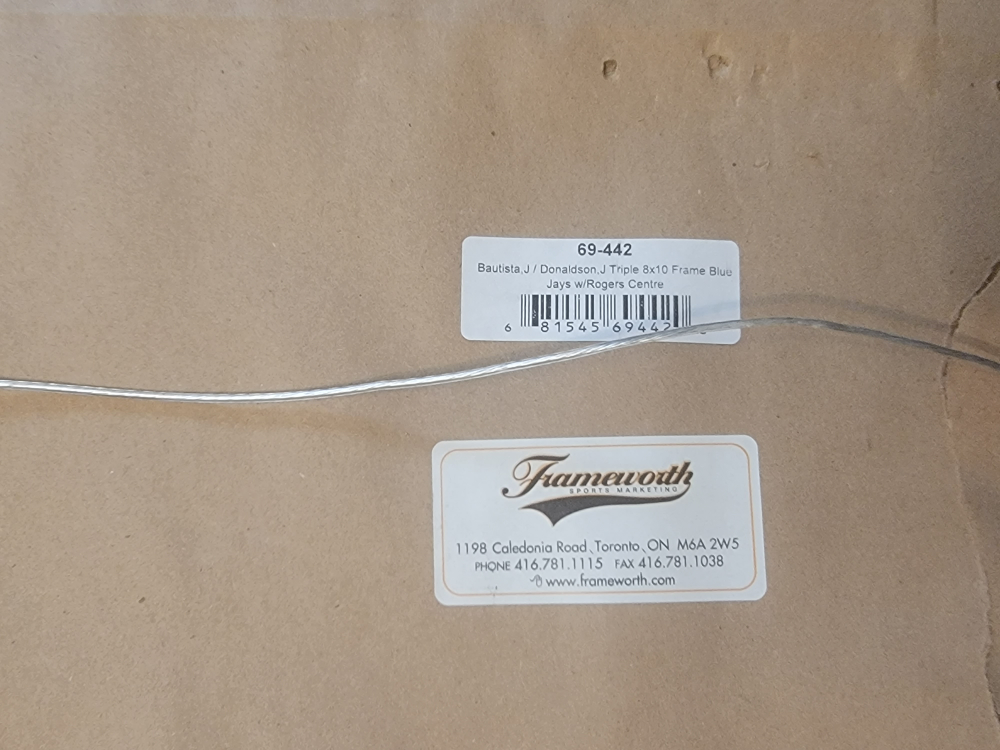 69-442
Bautista,J / Donaldson,J Triple 8x10 Frame Blue
Jays w/Rogers Centre
6 81545 69442
Frameworth
SPORTS MARKETING
1198 Caledonia Road, Toronto, ON M6A 2W5
PHONE 416.781.1115 FAX 416.781.1038
www.frameworth.com